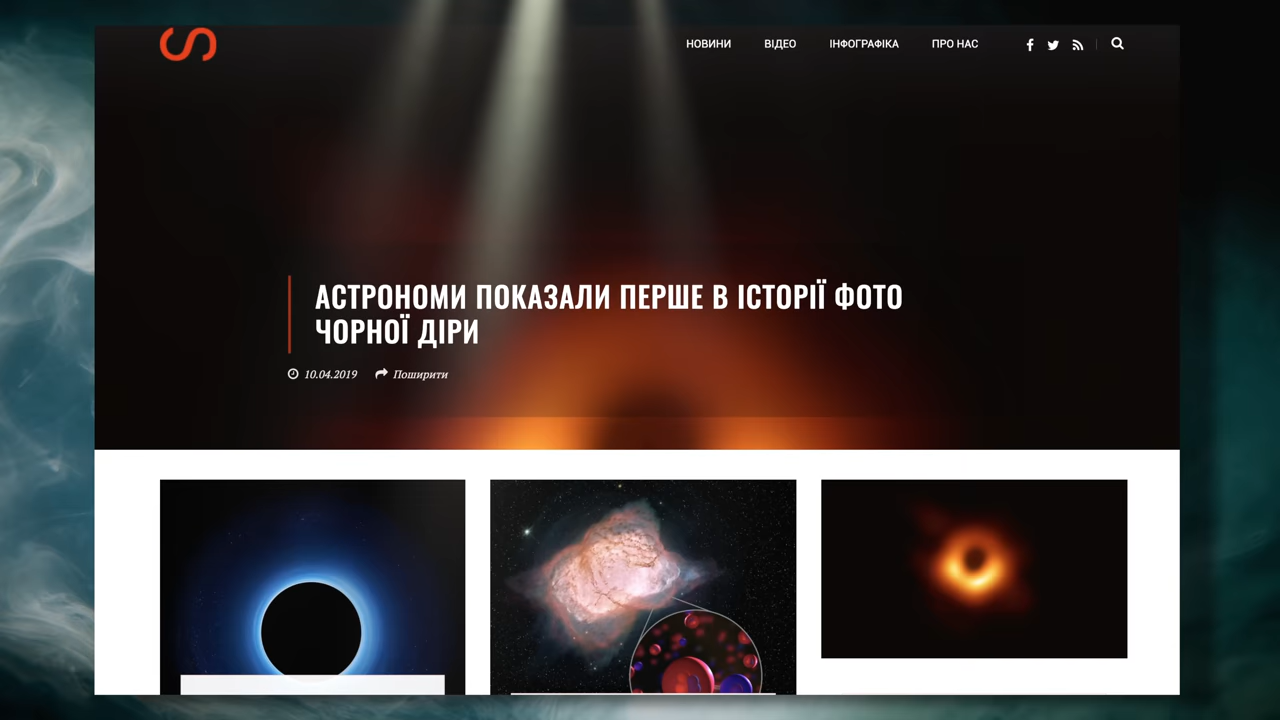 НОВИНИ ВІДЕО ІНФОГРАФІКА ПРО НАС
АСТРОНОМИ ПОКАЗАЛИ ПЕРШЕ В ІСТОРІЇ ФОТО
ЧОРНОЇ ДІРИ
10.04.2019 Поширити